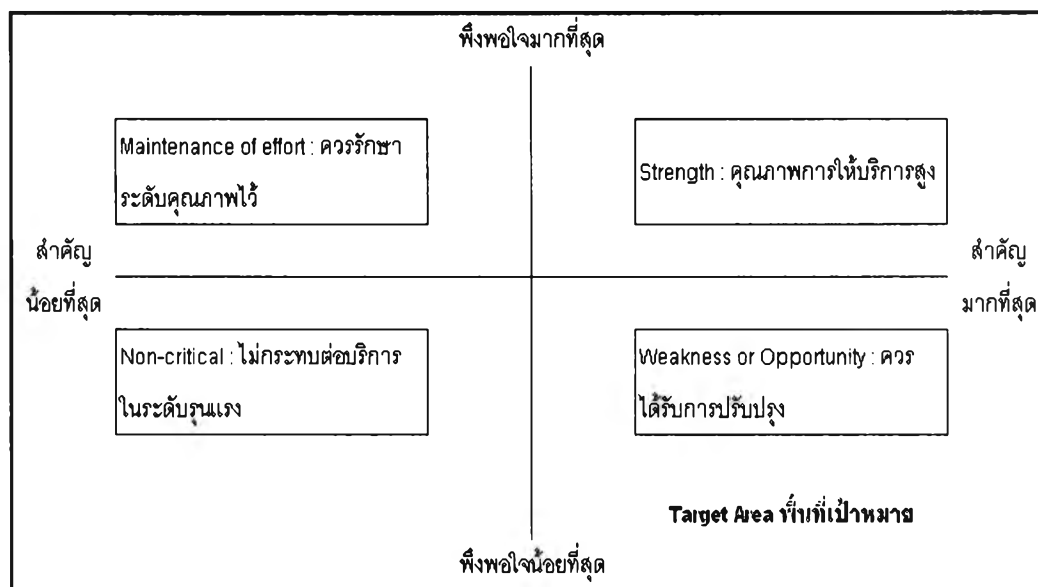 พึงพอใจมากที่สุด
Maintenance of effort : ควรรักษา
ระดับคุณภาพไว้
Strength : คุณภาพการให้บริการสูง
สำคัญ
น้อยที่สุด
สำคัญ
มากที่สุด
Non-critical : ไม่กระทบต่อบริการ
ในระดับรุนแรง
Weakness or Opportunity : ควร
ได้รับการปรับปรุง
Target Area พื้นที่เป้าหมาย
พึงพอใจน้อยที่สุด